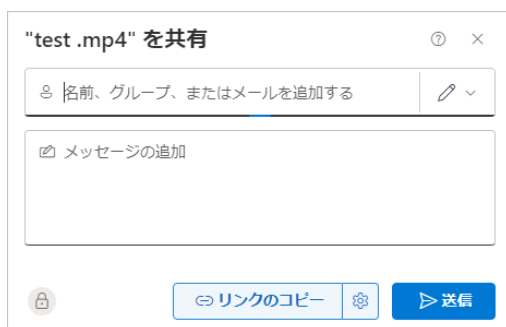 "test .mp4" を共有
名前、グループ、またはメールを追加する
メッセージの追加
リンクのコピー
送信